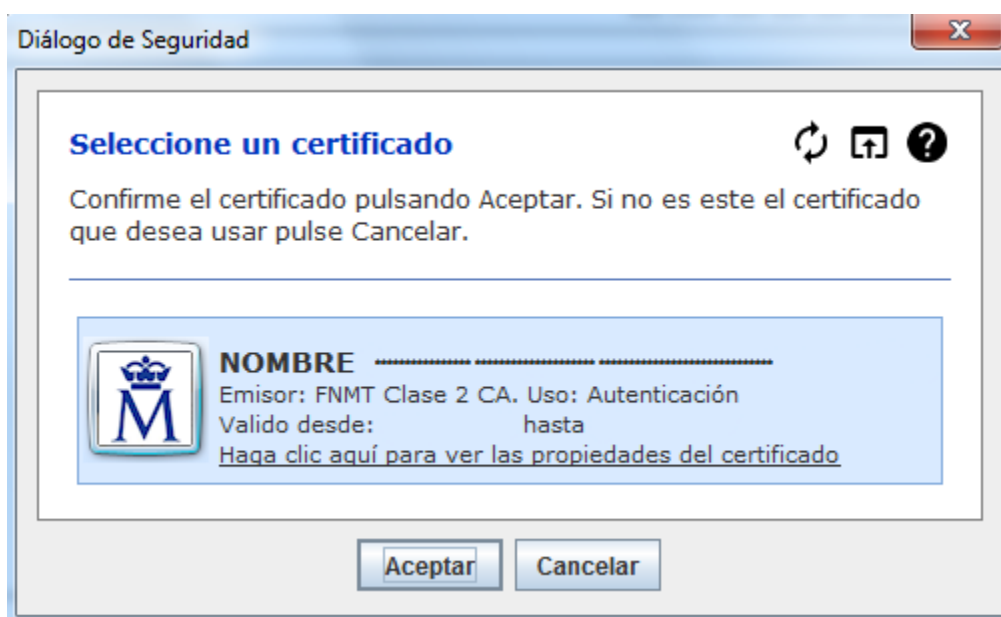 Diálogo de Seguridad
x
Seleccione un certificado
?
Confirme el certificado pulsando Aceptar. Si no es este el certificado
que desea usar pulse Cancelar.
M
NOMBRE
Emisor: FNMT Clase 2 CA. Uso: Autenticación
Valido desde: hasta
Haga clic aquí para ver las propiedades del certificado
Aceptar Cancelar